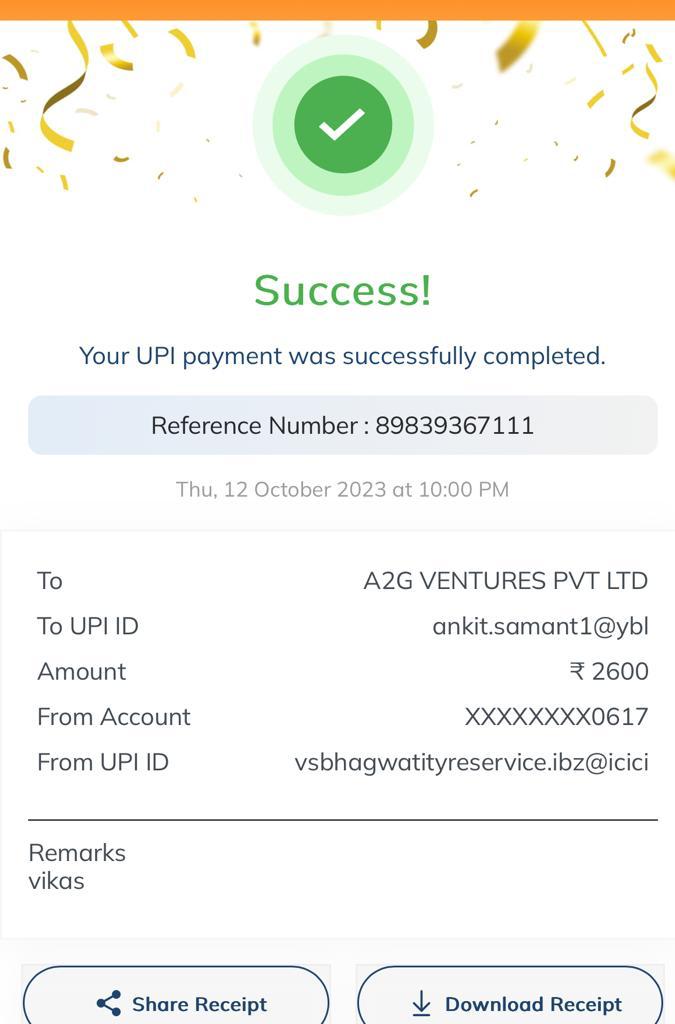 Success!
Your UPI payment was successfully completed.
Reference Number : 89839367111
Thu, 12 October 2023 at 10:00 PM
To A2G VENTURES PVT LTD
To UPI ID ankit.samant1@ybl
Amount ₹ 2600
From Account XXXXXXXX0617
From UPI ID vsbhagwatityreservice.ibz@icici
Remarks
vikas
Share Receipt Download Receipt